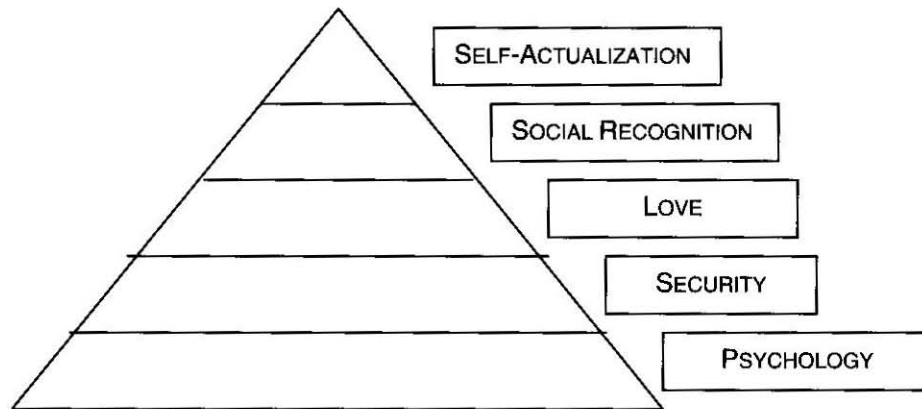 SELF-ACTUALIZATION
SOCIAL RECOGNITION
LOVE
SECURITY
PSYCHOLOGY